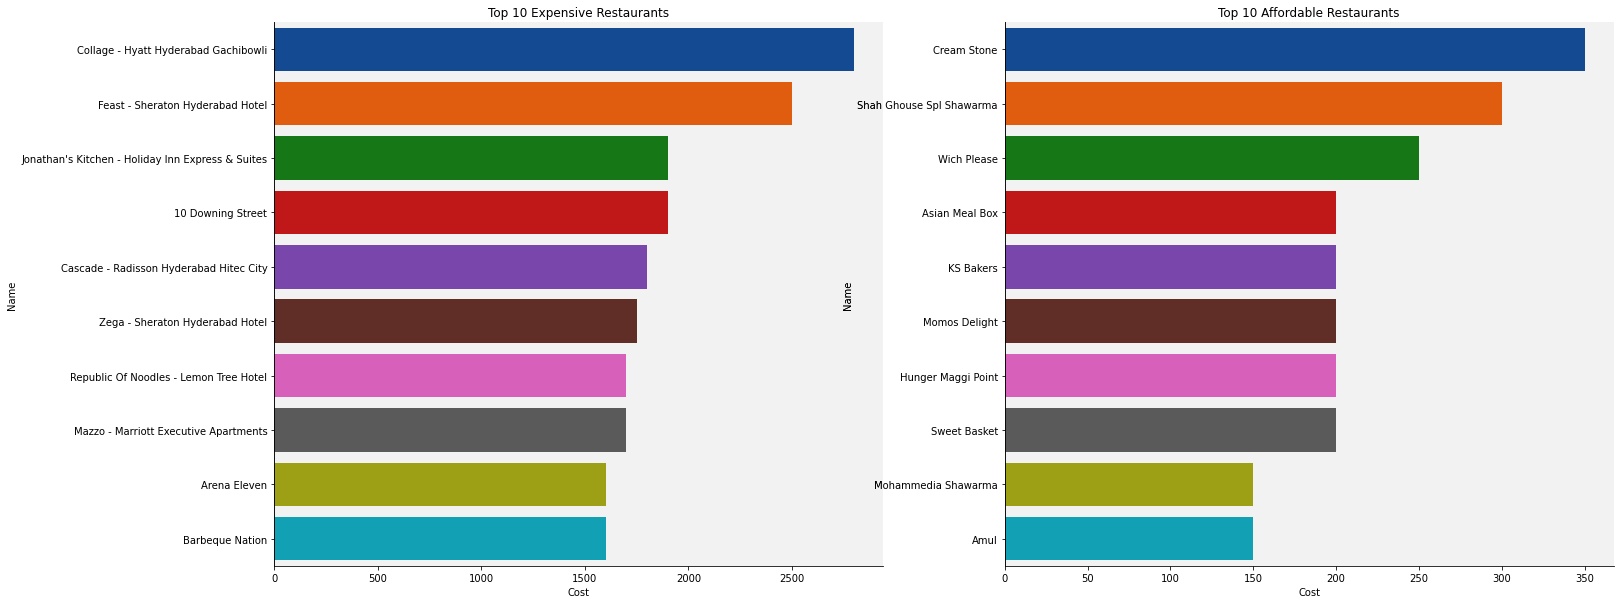 Top 10 Expensive Restaurants
Collage - Hyatt Hyderabad Gachibowli
Feast - Sheraton Hyderabad Hotel
Jonathan's Kitchen - Holiday Inn Express & Suites
10 Downing Street
Cascade - Radisson Hyderabad Hitec City
Zega - Sheraton Hyderabad Hotel
Republic Of Noodles - Lemon Tree Hotel
Mazzo - Marriott Executive Apartments
Arena Eleven
Barbeque Nation
Name
0 500 1000 1500 2000 2500
Cost
Top 10 Affordable Restaurants
Cream Stone
Shah Ghouse Spl Shawarma
Wich Please
Asian Meal Box
KS Bakers
Momos Delight
Hunger Maggi Point
Sweet Basket
Mohammedia Shawarma
Amul
Name
0 50 100 150 200 250 300 350
Cost